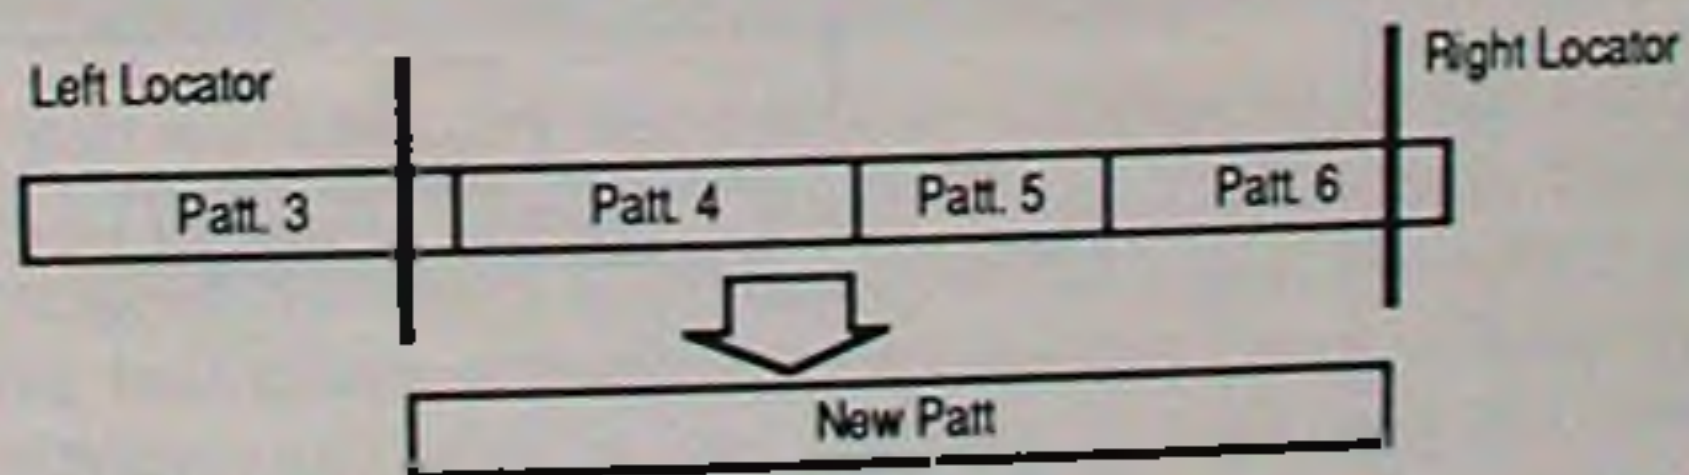 Left Locator
Right Locator
Patt. 3
Patt. 4
Patt. 5
Patt. 6
New Patt